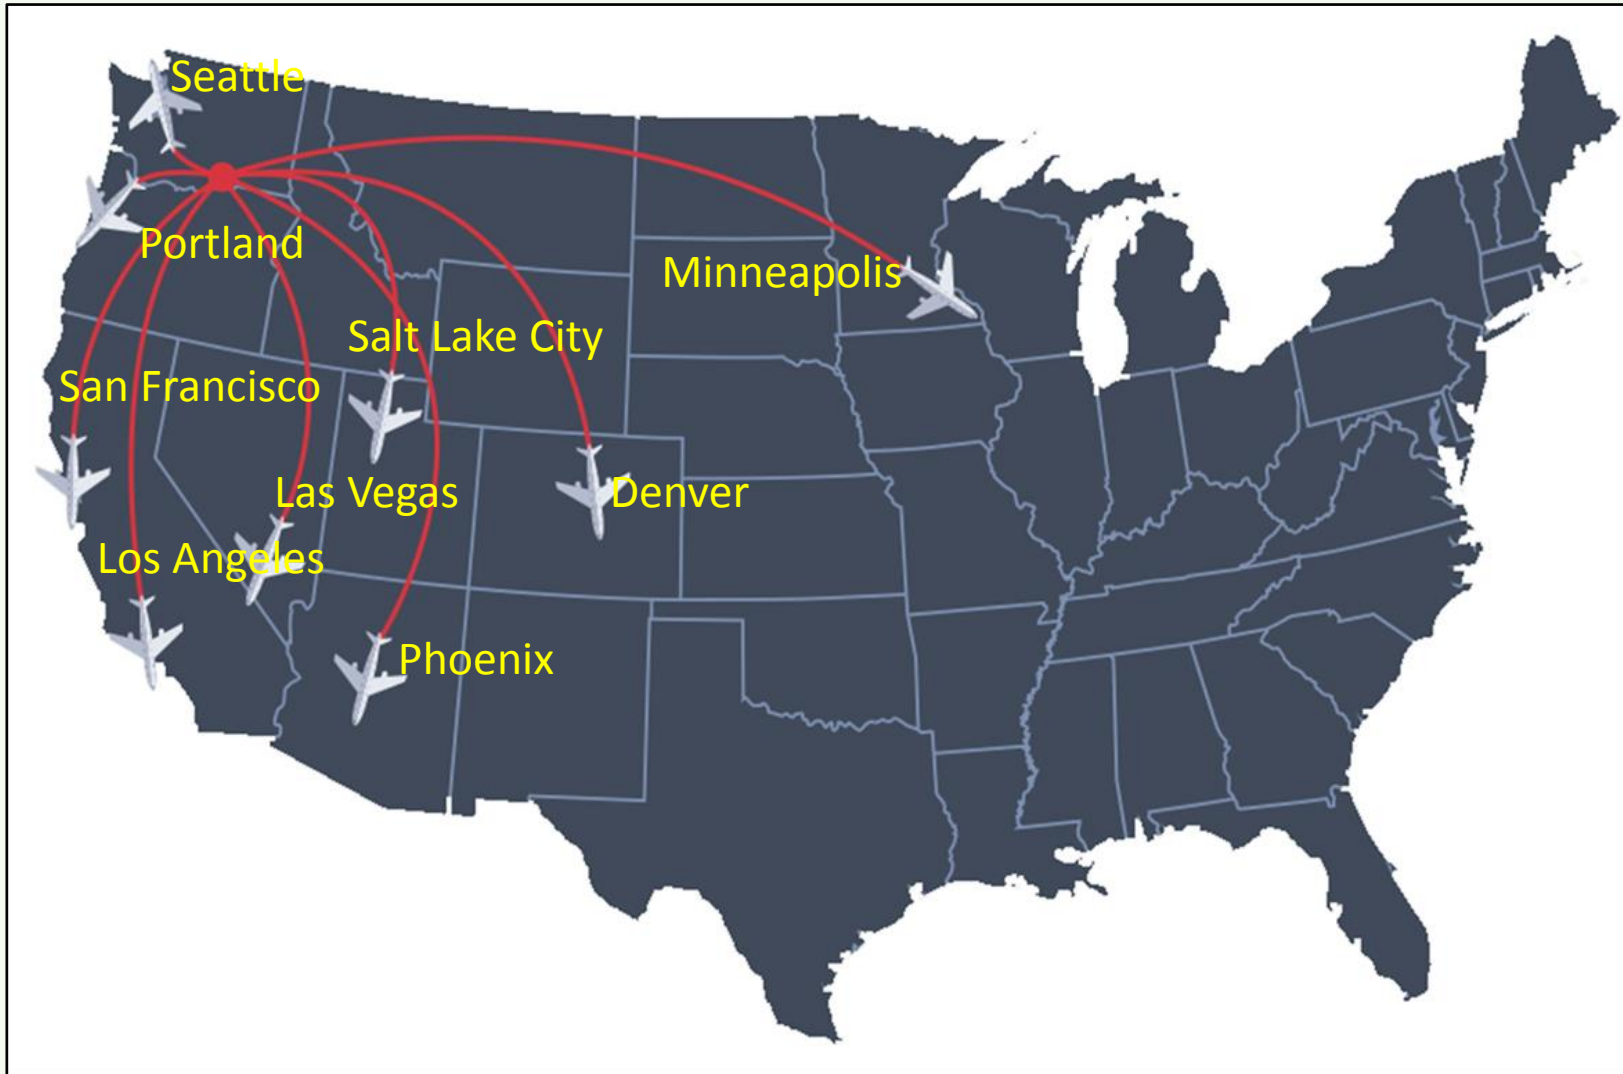 Seattle
Portland
Minneapolis
Salt Lake City
San Francisco
Las Vegas
Denver
Los Angeles
Phoenix